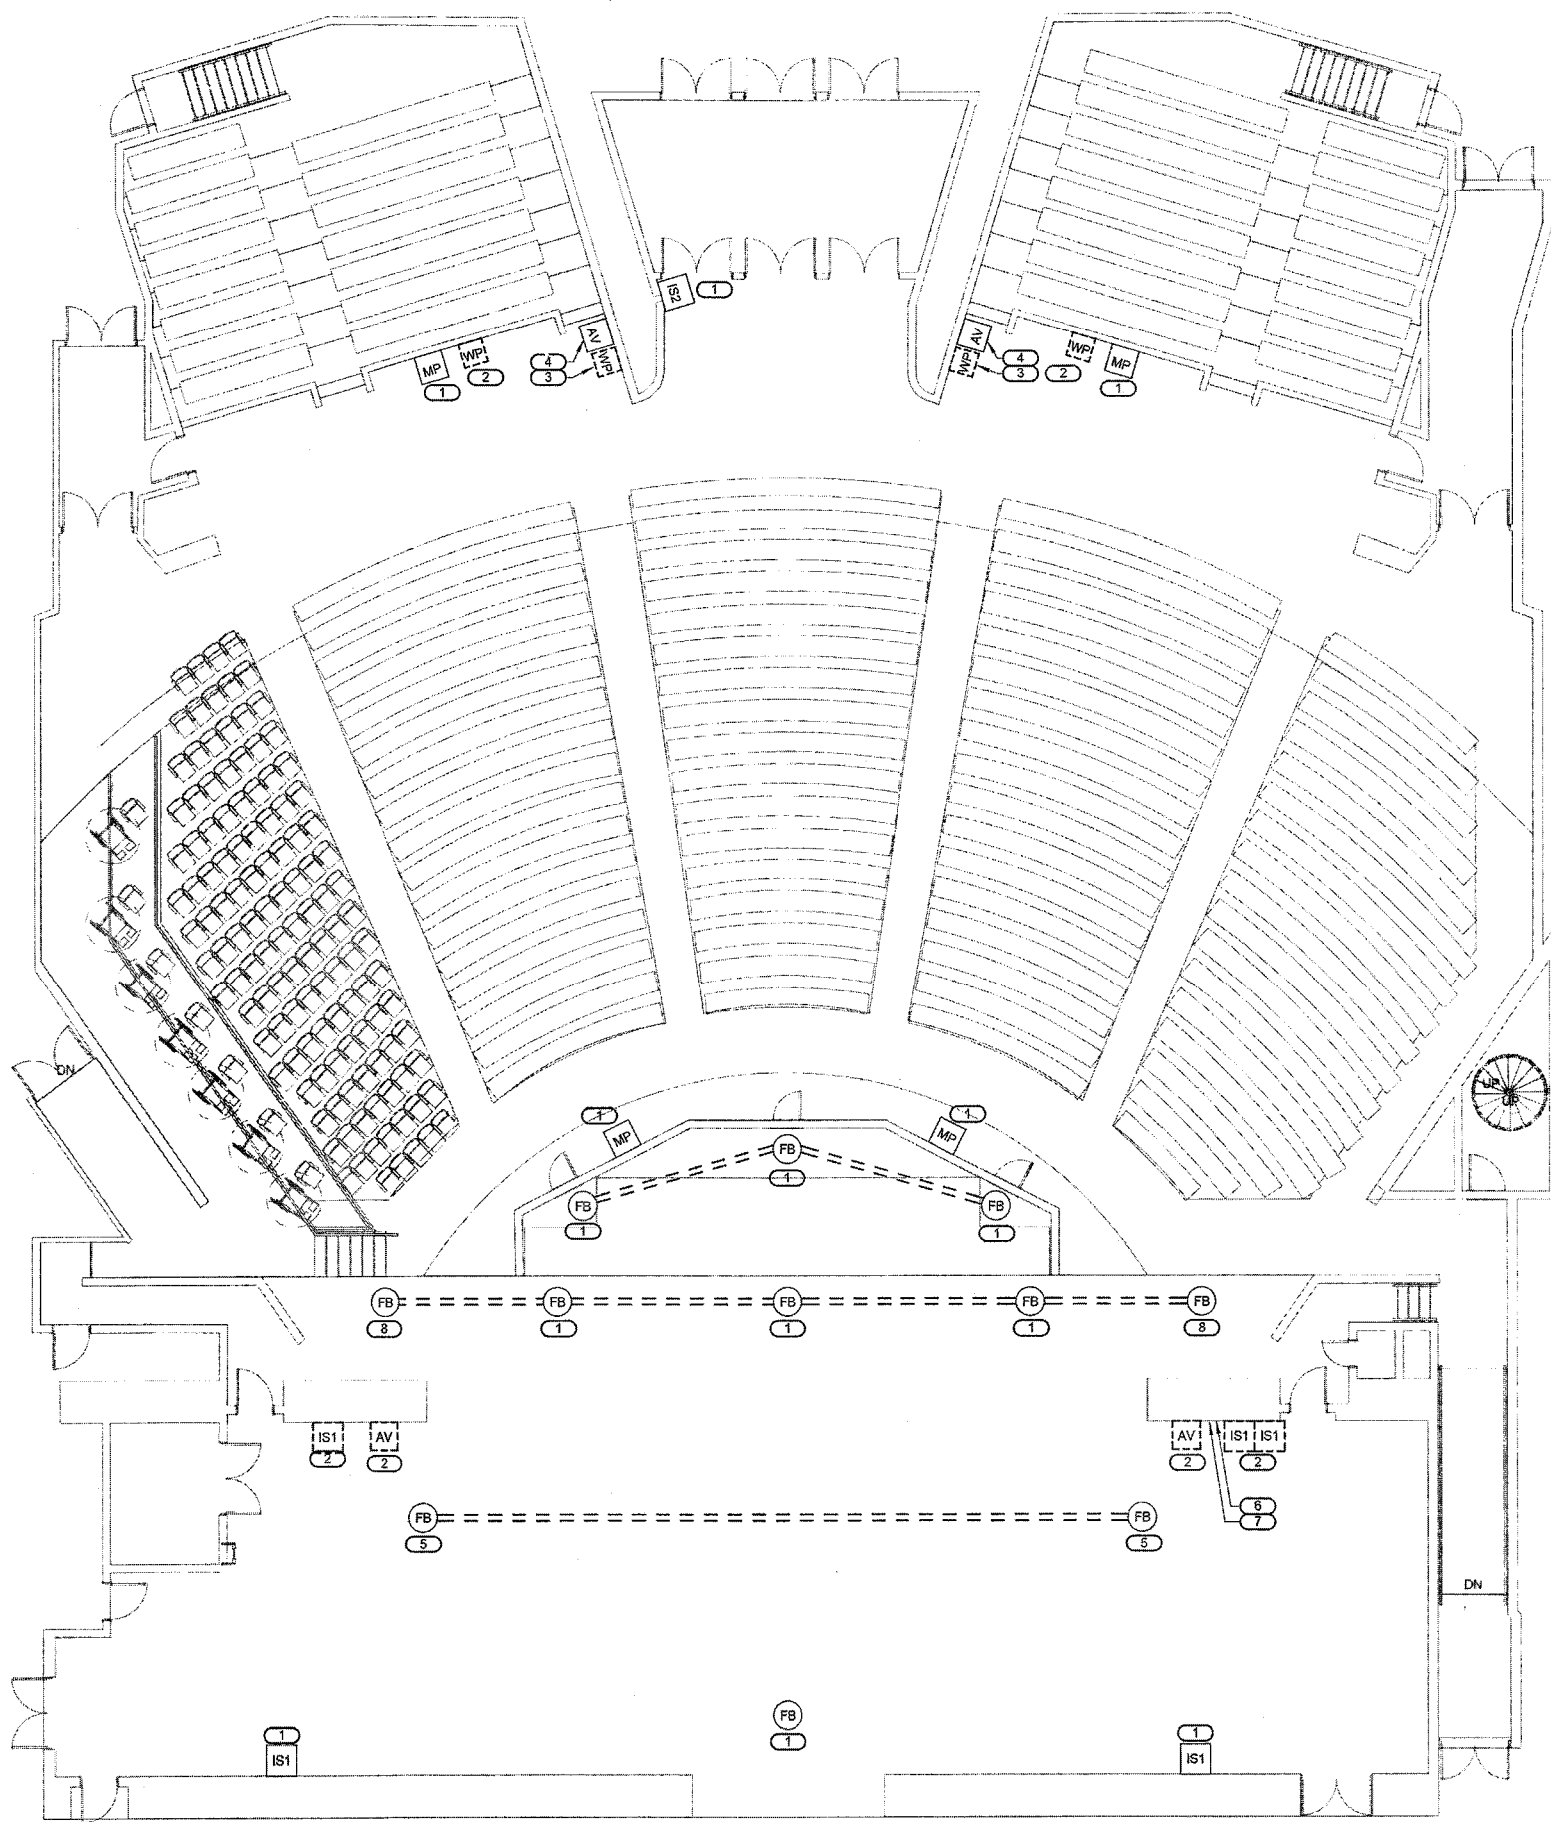 IS2 1
AV AV
4 4
WP WP WP WP
MP MP
2 3 3 2
1 1
DN
UP
UP
1 1
MP MP
FB
1
FB FB
1 1
FB FB FB FB FB
8 1 1 1 8
IS1 AV AV IS1 IS1
2 2 2 2
6
7
FB FB
5 5
DN
FB
1 1 1
IS1 IS1